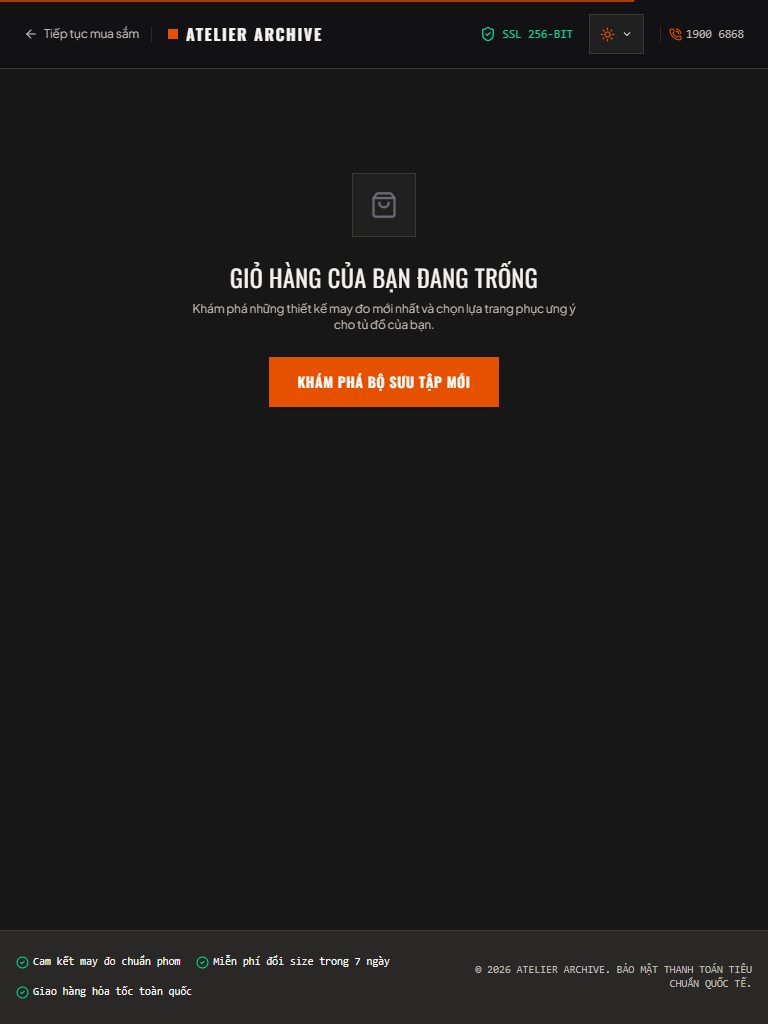 Tiếp tục mua sắm
ATELIER ARCHIVE
SSL 256-BIT
1900 6868
GIỎ HÀNG CỦA BẠN ĐANG TRỐNG
Khám phá những thiết kế may đo mới nhất và chọn lựa trang phục ưng ý
cho tủ đồ của bạn.
KHÁM PHÁ BỘ SƯU TẬP MỚI
Cam kết may đo chuẩn phom
Miễn phí đổi size trong 7 ngày
Giao hàng hỏa tốc toàn quốc
© 2026 ATELIER ARCHIVE. BẢO MẬT THANH TOÁN TIÊU
CHUẨN QUỐC TẾ.